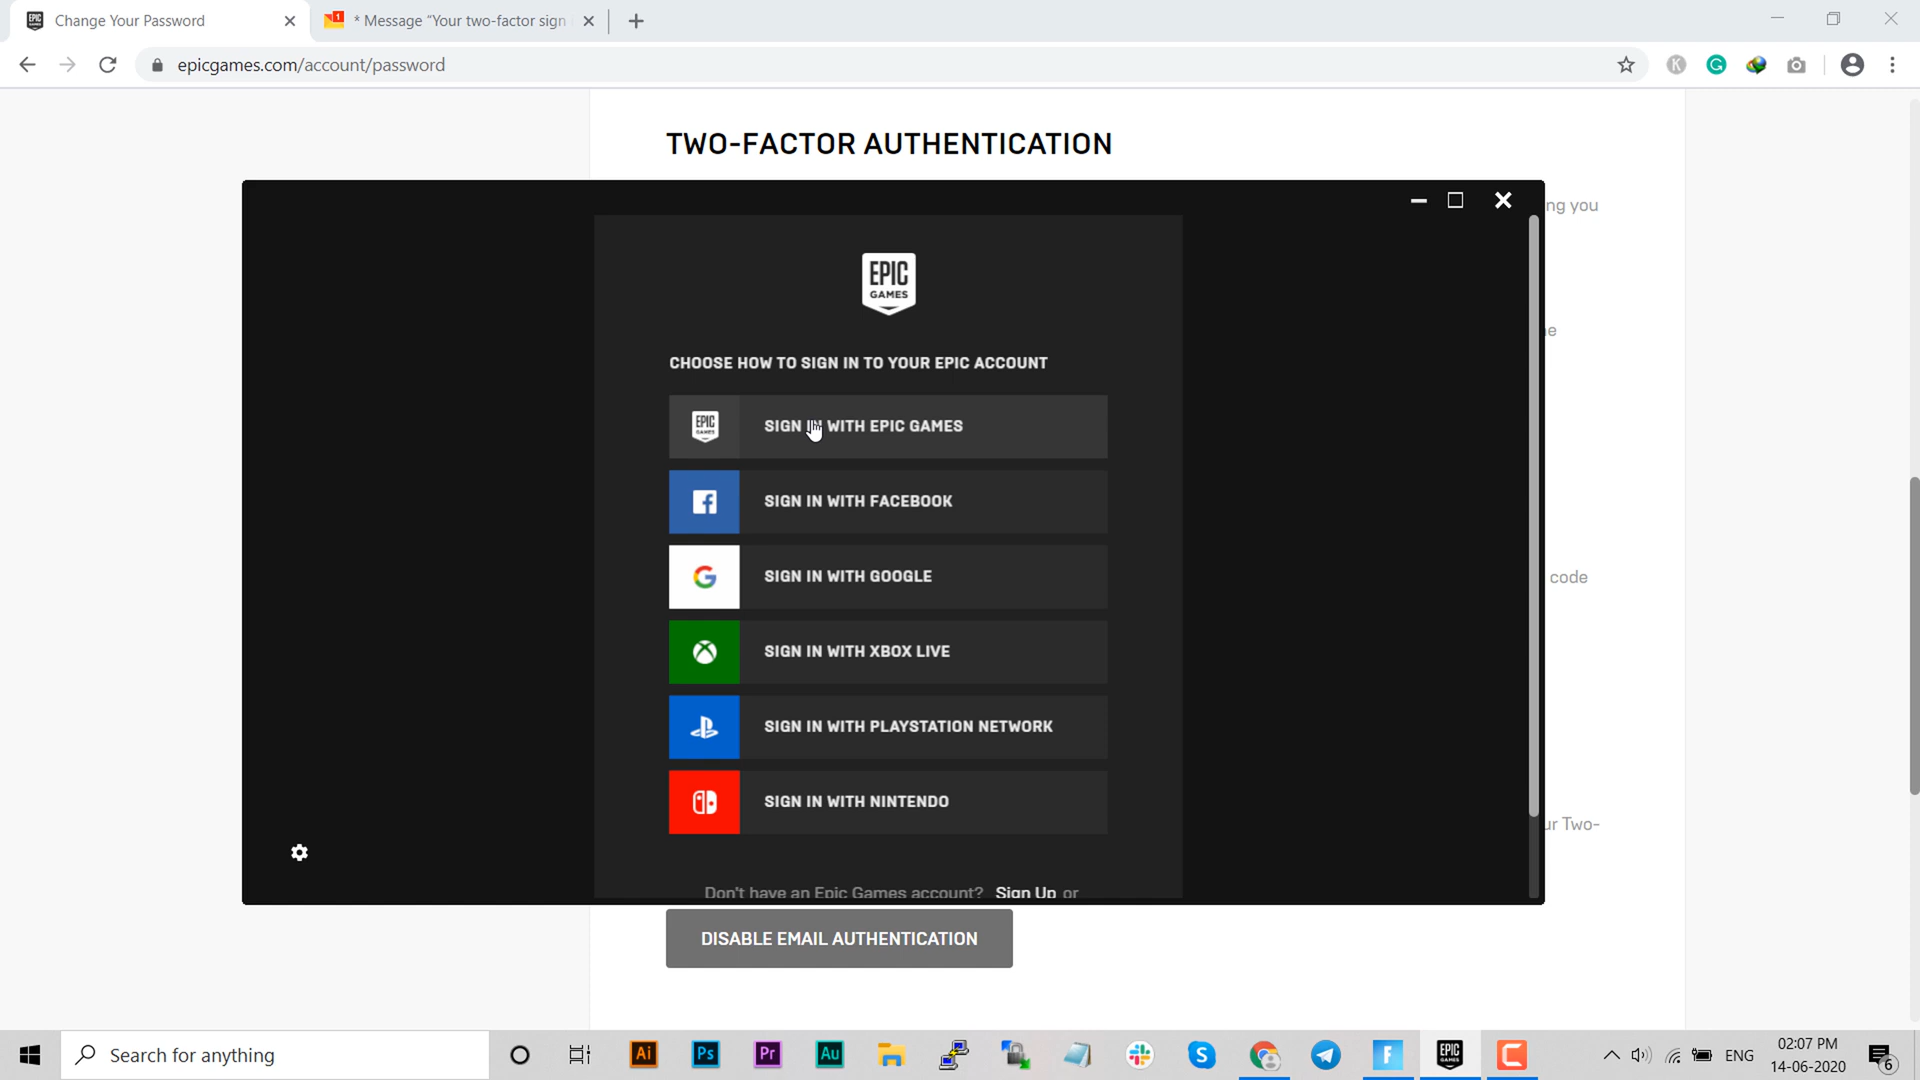 Change Your Password
* Message "Your two-factor sign
epicgames.com/account/password
TWO-FACTOR AUTHENTICATION
ng you
EPIC
GAMES
CHOOSE HOW TO SIGN IN TO YOUR EPIC ACCOUNT
SIGN IN WITH EPIC GAMES
SIGN IN WITH FACEBOOK
code
SIGN IN WITH GOOGLE
SIGN IN WITH XBOX LIVE
SIGN IN WITH PLAYSTATION NETWORK
SIGN IN WITH NINTENDO
ur Two-
Don't have an Epic Games account? Sign Up or
DISABLE EMAIL AUTHENTICATION
Search for anything
Ai
Ps
Pr
Au
ENG
02:07 PM
14-06-2020
6